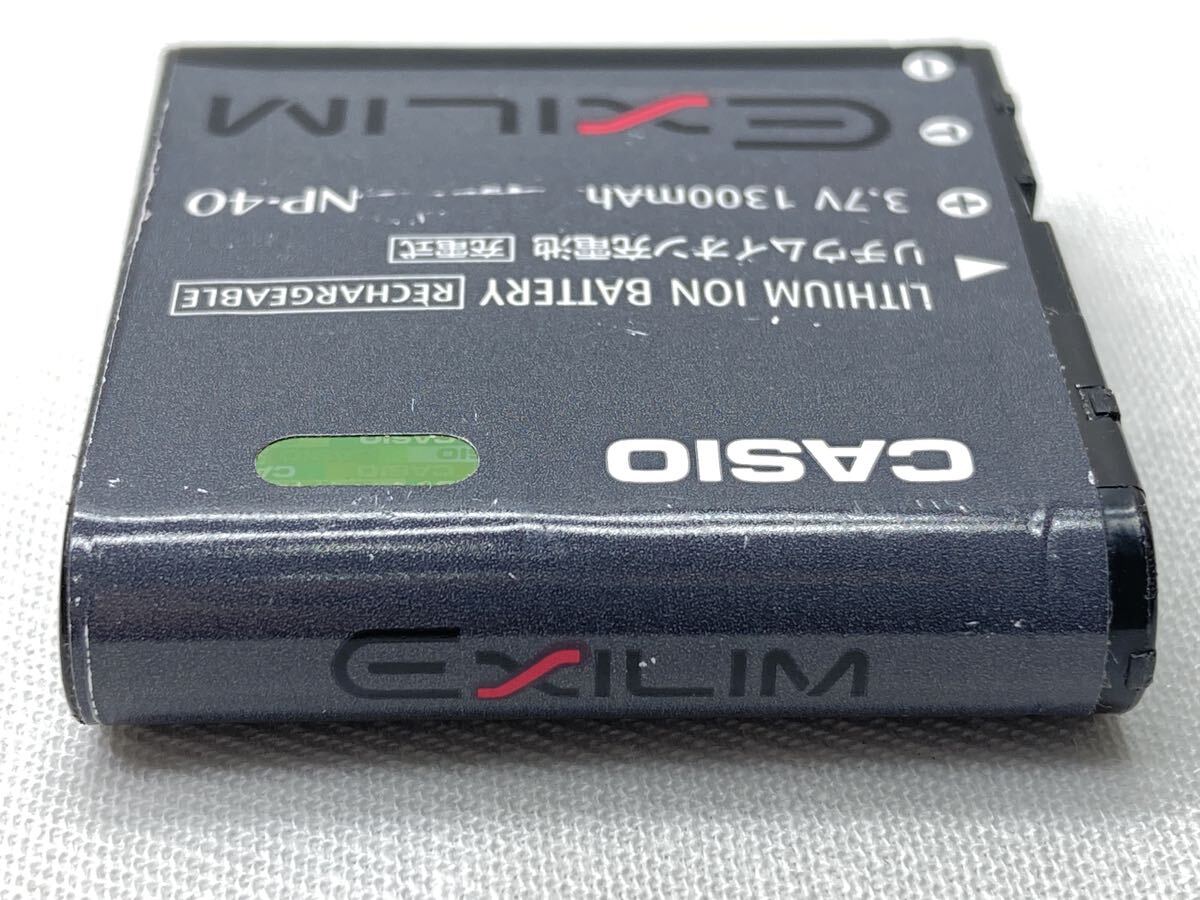 CASIO
LITHIUM ION BATTERY RECHARGEABLE
リチウムイオン充電池 充電式
3.7V 1300mAh NP-40
EXILIM
EXILIM
CASIO